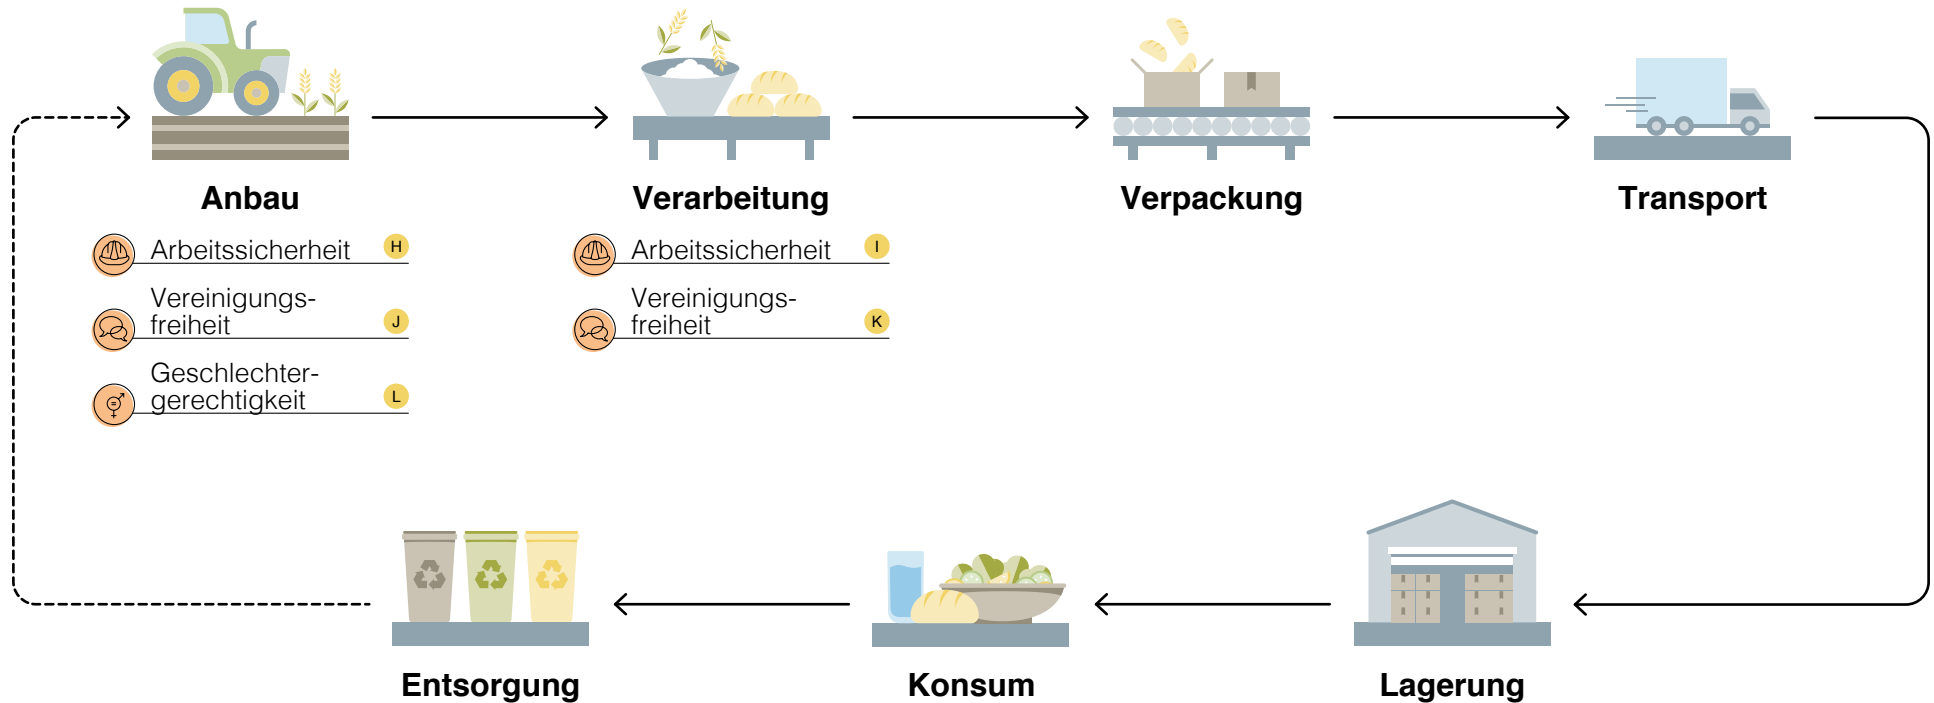 Anbau
Arbeitssicherheit H
Vereinigungs-
freiheit J
Geschlechter-
gerechtigkeit L
Verarbeitung
Arbeitssicherheit I
Vereinigungs-
freiheit K
Verpackung
Transport
Entsorgung
Konsum
Lagerung